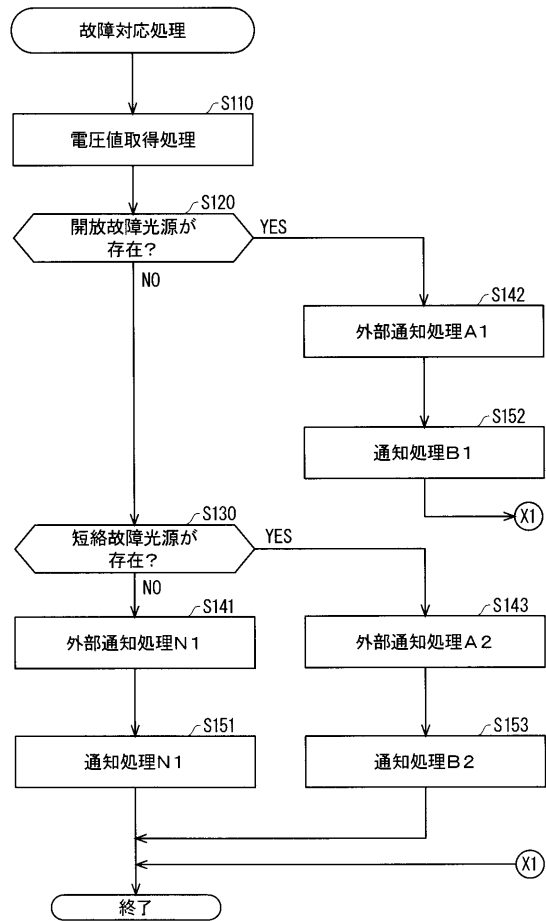 故障対応処理
S110
電圧値取得処理
S120
開放故障光源が
存在？
YES
NO
S142
外部通知処理A1
S152
通知処理B1
X1
S130
短絡故障光源が
存在？
YES
NO
S141
外部通知処理N1
S143
外部通知処理A2
S151
通知処理N1
S153
通知処理B2
X1
終了